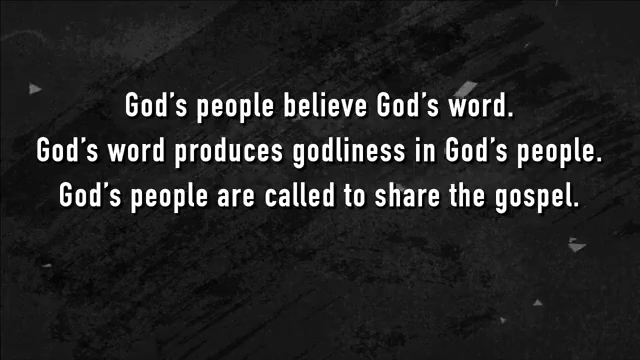 God’s people believe God’s word.
God’s word produces godliness in God’s people.
God’s people are called to share the gospel.